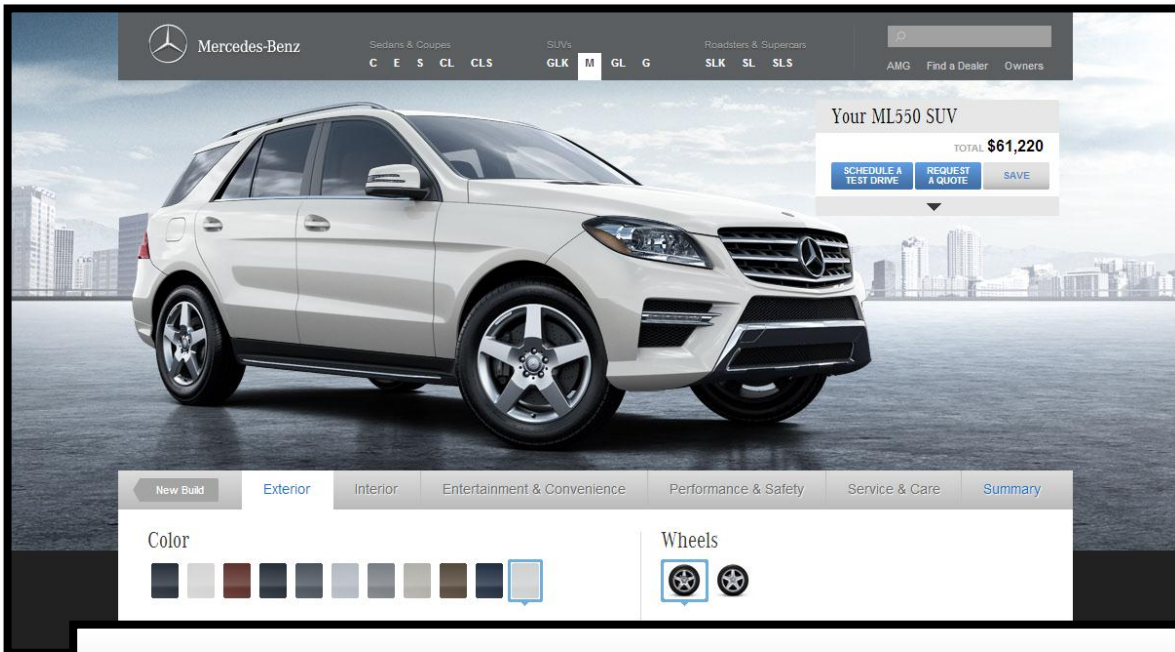 Mercedes-Benz
Sedans & Coupes
C E S CL CLS
SUVs
GLK M GL G
Roadsters & Supercars
SLK SL SLS
AMG Find a Dealer Owners
Your ML550 SUV
TOTAL $61,220
SCHEDULE A
TEST DRIVE
REQUEST
A QUOTE
SAVE
New Build
Exterior
Interior
Entertainment & Convenience
Performance & Safety
Service & Care
Summary
Color
Wheels